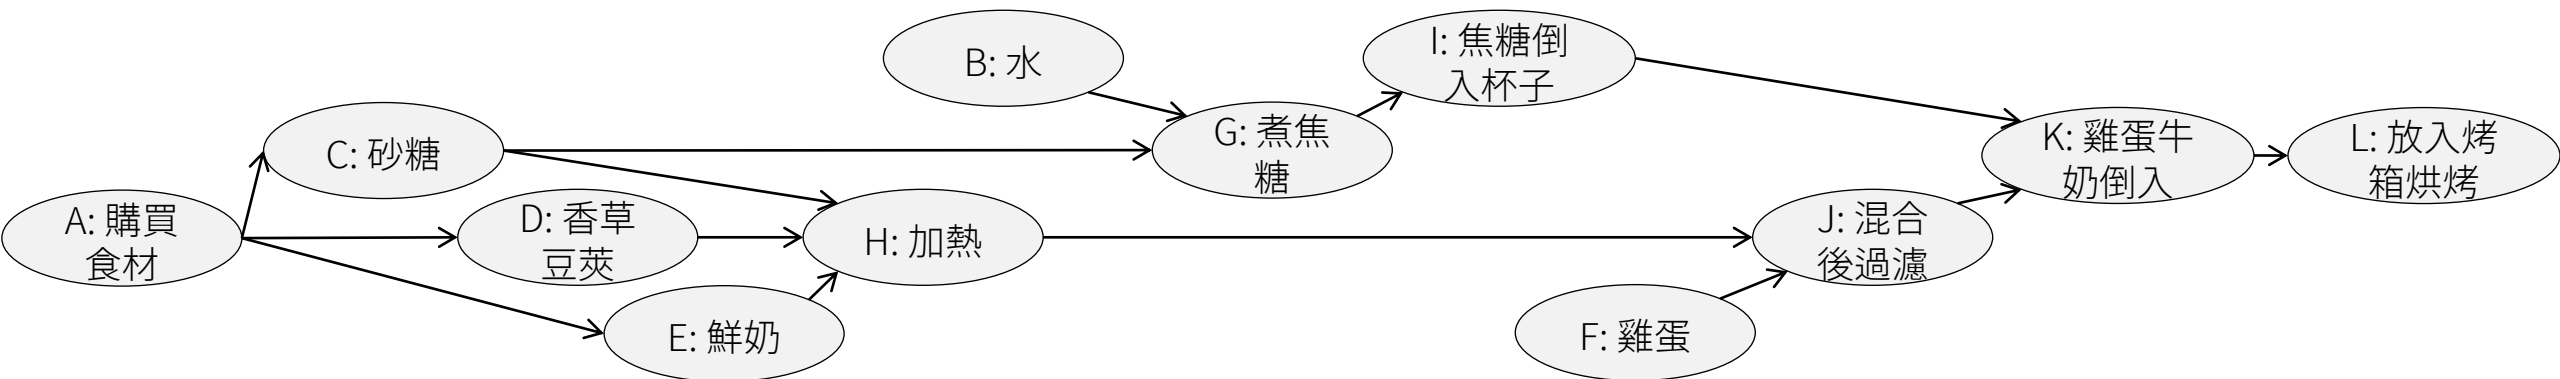 A: 購買
食材
C: 砂糖
D: 香草
豆莢
E: 鮮奶
H: 加熱
B: 水
G: 煮焦
糖
I: 焦糖倒
入杯子
F: 雞蛋
J: 混合
後過濾
K: 雞蛋牛
奶倒入
L: 放入烤
箱烘烤